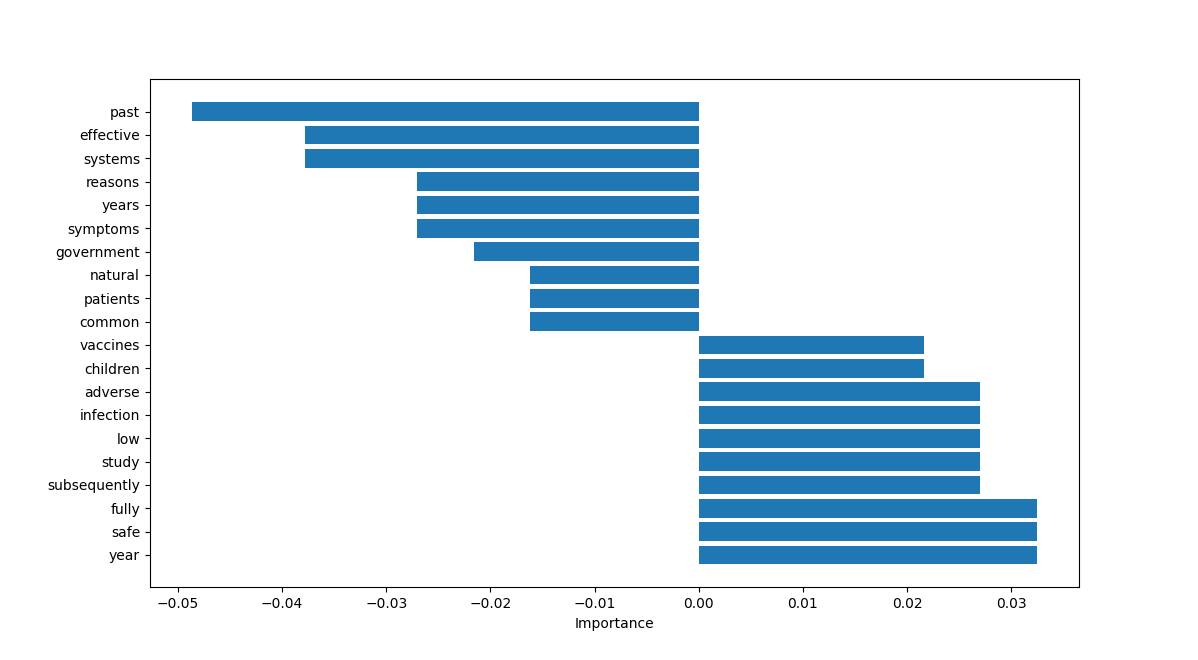 past
effective
systems
reasons
years
symptoms
government
natural
patients
common
vaccines
children
adverse
infection
low
study
subsequently
fully
safe
year
−0.05 −0.04 −0.03 −0.02 −0.01 0.00 0.01 0.02 0.03
Importance